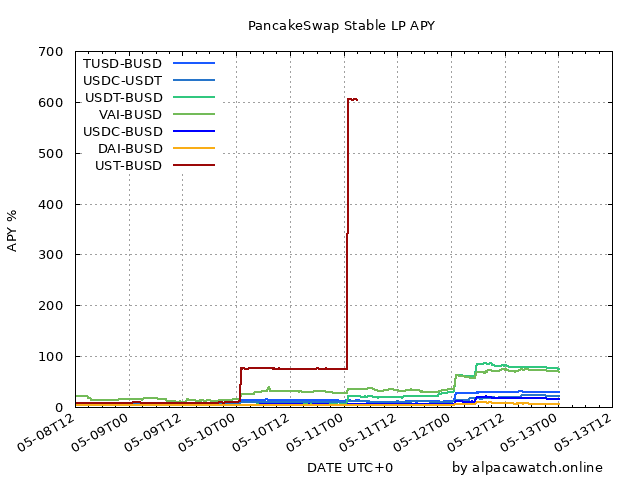 PancakeSwap Stable LP APY
700
600
500
400
300
200
100
0
APY %
TUSD-BUSD
USDC-USDT
USDT-BUSD
VAI-BUSD
USDC-BUSD
DAI-BUSD
UST-BUSD
05-08T12
05-09T00
05-09T12
05-10T00
05-10T12
05-11T00
05-11T12
05-12T00
05-12T12
05-13T00
05-13T12
DATE UTC+0
by alpacawatch.online